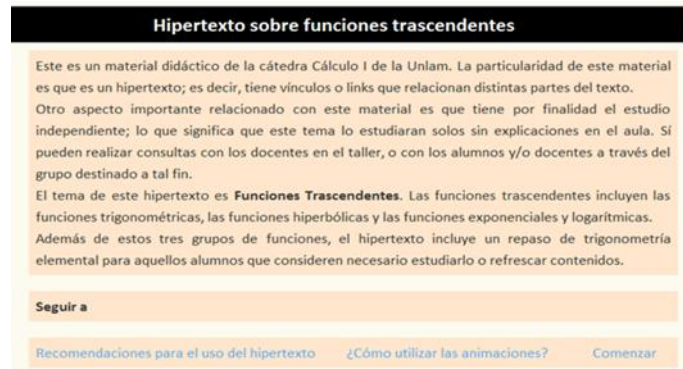 Hipertexto sobre funciones trascendentes
Este es un material didáctico de la cátedra Cálculo I de la Unlam. La particularidad de este material
es que es un hipertexto; es decir, tiene vínculos o links que relacionan distintas partes del texto.
Otro aspecto importante relacionado con este material es que tiene por finalidad el estudio
independiente; lo que significa que este tema lo estudiaran solos sin explicaciones en el aula. Sí
pueden realizar consultas con los docentes en el taller, o con los alumnos y/o docentes a través del
grupo destinado a tal fin.
El tema de este hipertexto es Funciones Trascendentes. Las funciones trascendentes incluyen las
funciones trigonométricas, las funciones hiperbólicas y las funciones exponenciales y logarítmicas.
Además de estos tres grupos de funciones, el hipertexto incluye un repaso de trigonometría
elemental para aquellos alumnos que consideren necesario estudiarlo o refrescar contenidos.
Seguir a
Recomendaciones para el uso del hipertexto ¿Cómo utilizar las animaciones? Comenzar